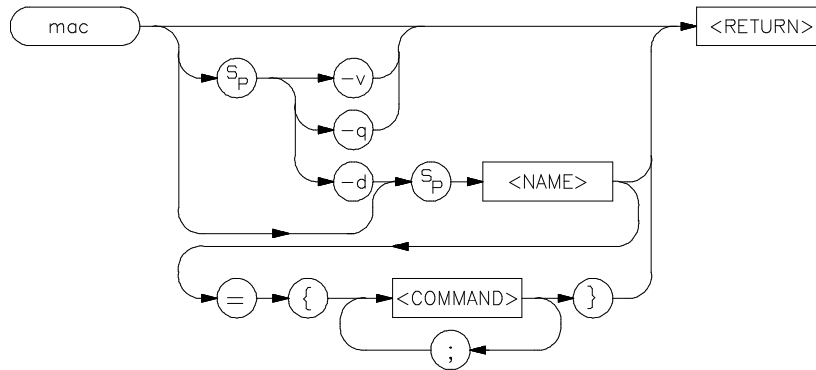 mac
<RETURN>
SP
-v
-q
-d
SP
<NAME>
=
{
<COMMAND>
}
;